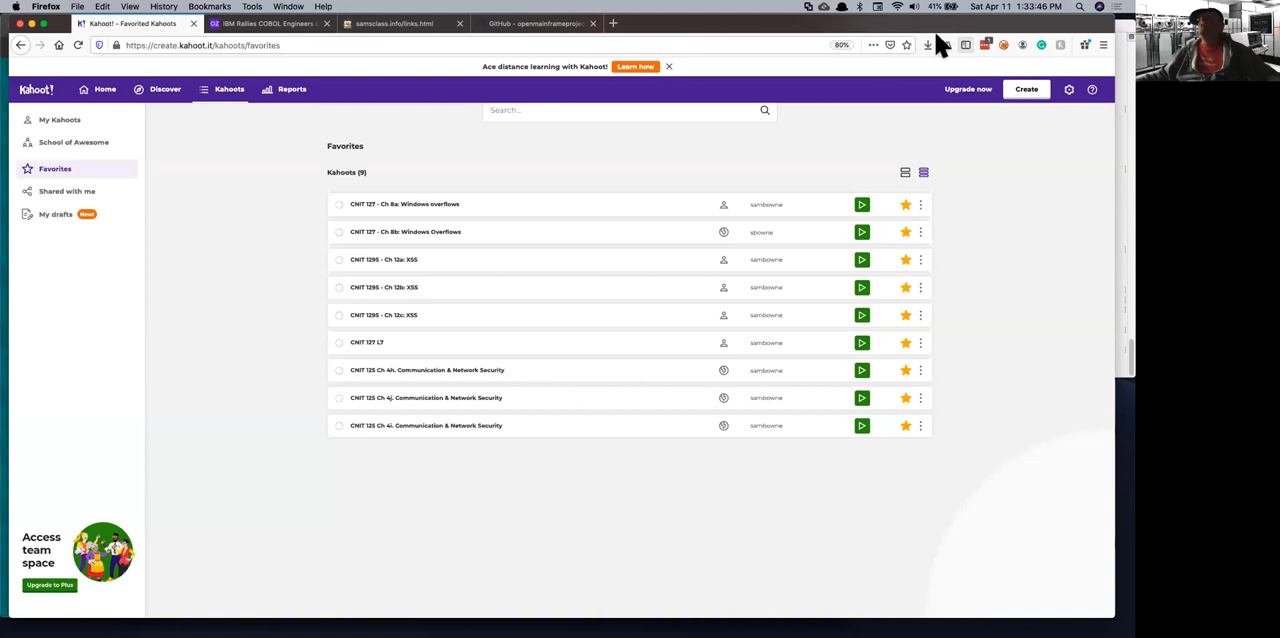 Firefox File Edit View History Bookmarks Tools Window Help 41% Sat Apr 11 1:33:46 PM
Kahoot! - Favorited Kahoots IBM Rallies COBOL Engineers samsclass.info/links.html GitHub - openmainframeproje
https://create.kahoot.it/kahoots/favorites 80%
Ace distance learning with Kahoot! Learn how
Kahoot! Home Discover Kahoots Reports Upgrade now Create
My Kahoots
School of Awesome
Favorites
Shared with me
My drafts New!
Search...
Favorites
Kahoots (9)
CNIT 127 - Ch 8a: Windows overflows sambowne
CNIT 127 - Ch 8b: Windows Overflows sbowne
CNIT 129S - Ch 12a: XSS sambowne
CNIT 129S - Ch 12b: XSS sambowne
CNIT 129S - Ch 12c: XSS sambowne
CNIT 127 L7 sambowne
CNIT 125 Ch 4h. Communication & Network Security sambowne
CNIT 125 Ch 4j. Communication & Network Security sambowne
CNIT 125 Ch 4i. Communication & Network Security sambowne
Access
team
space
Upgrade to Plus